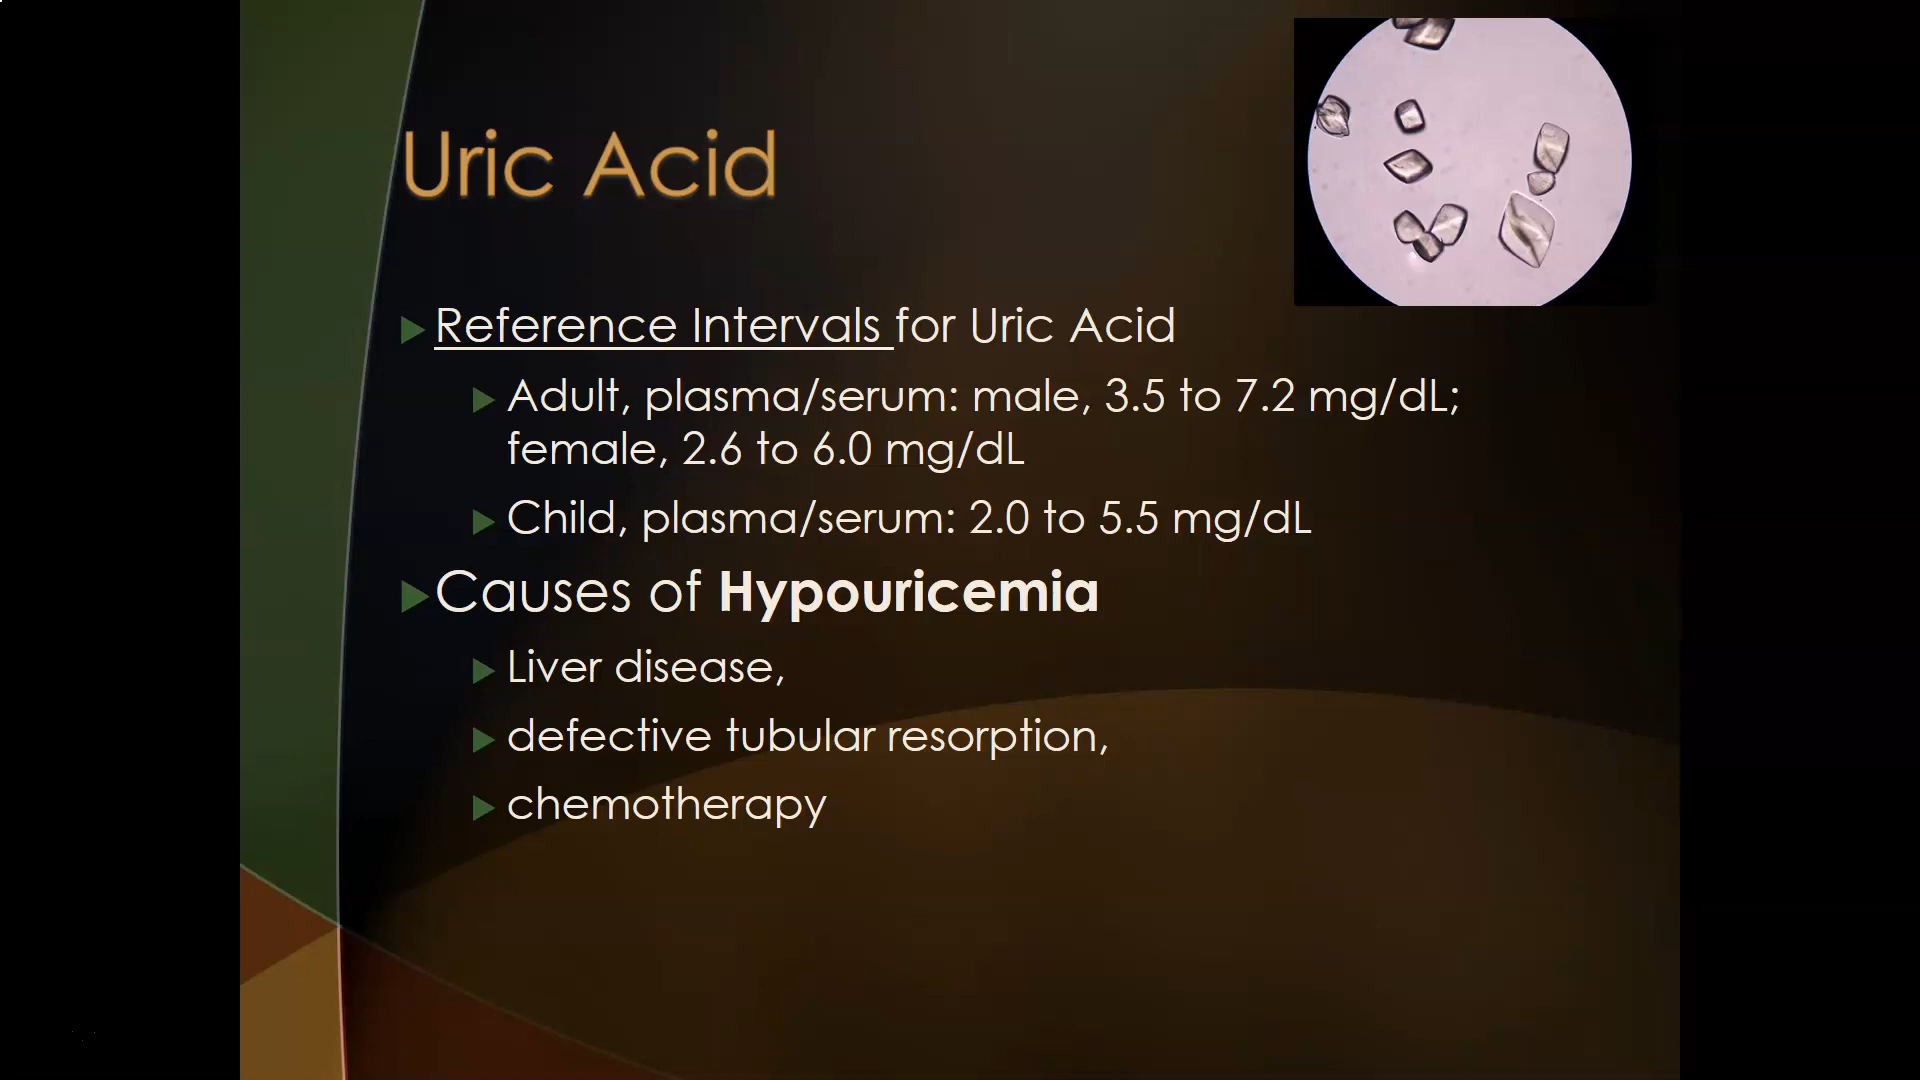 Uric Acid
Reference Intervals for Uric Acid
Adult, plasma/serum: male, 3.5 to 7.2 mg/dL;
female, 2.6 to 6.0 mg/dL
Child, plasma/serum: 2.0 to 5.5 mg/dL
Causes of Hypouricemia
Liver disease,
defective tubular resorption,
chemotherapy